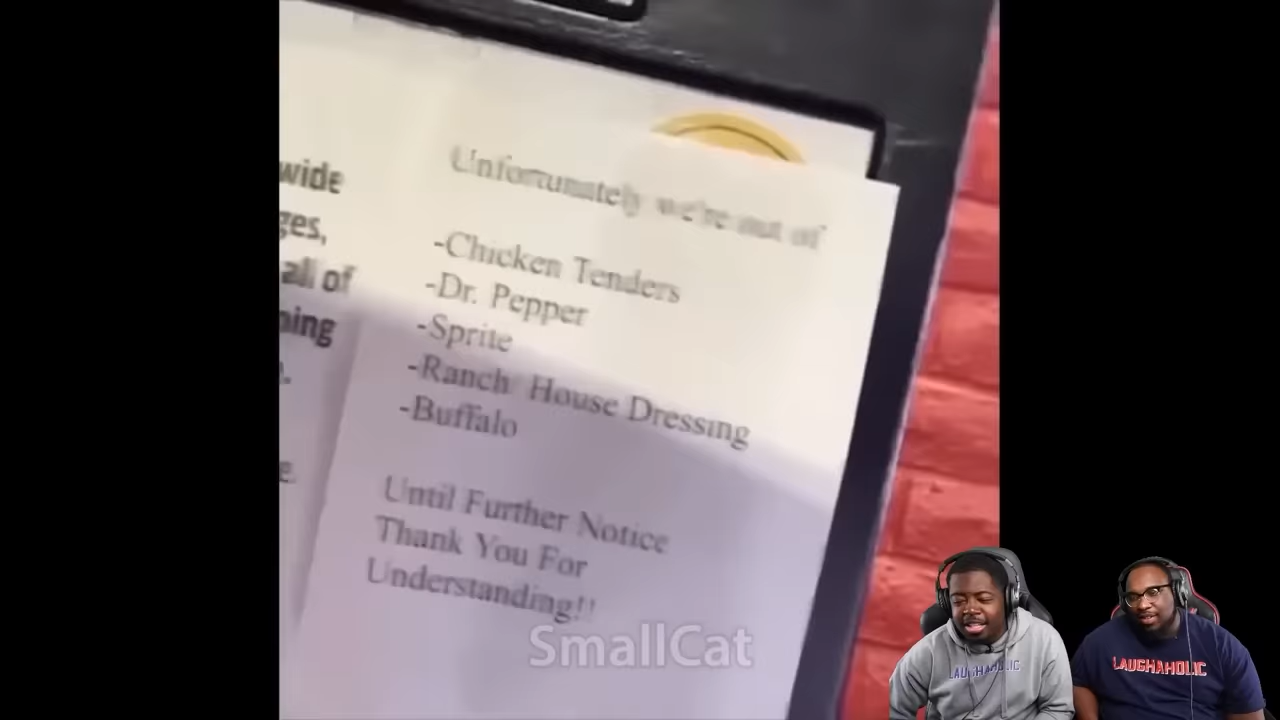 wide
ges,
all of
ning
Unfortunately we're out of
-Chicken Tenders
-Dr. Pepper
-Sprite
-Ranch House Dressing
-Buffalo
Until Further Notice
Thank You For
Understanding!!
SmallCat
LAUGHAHOLIC